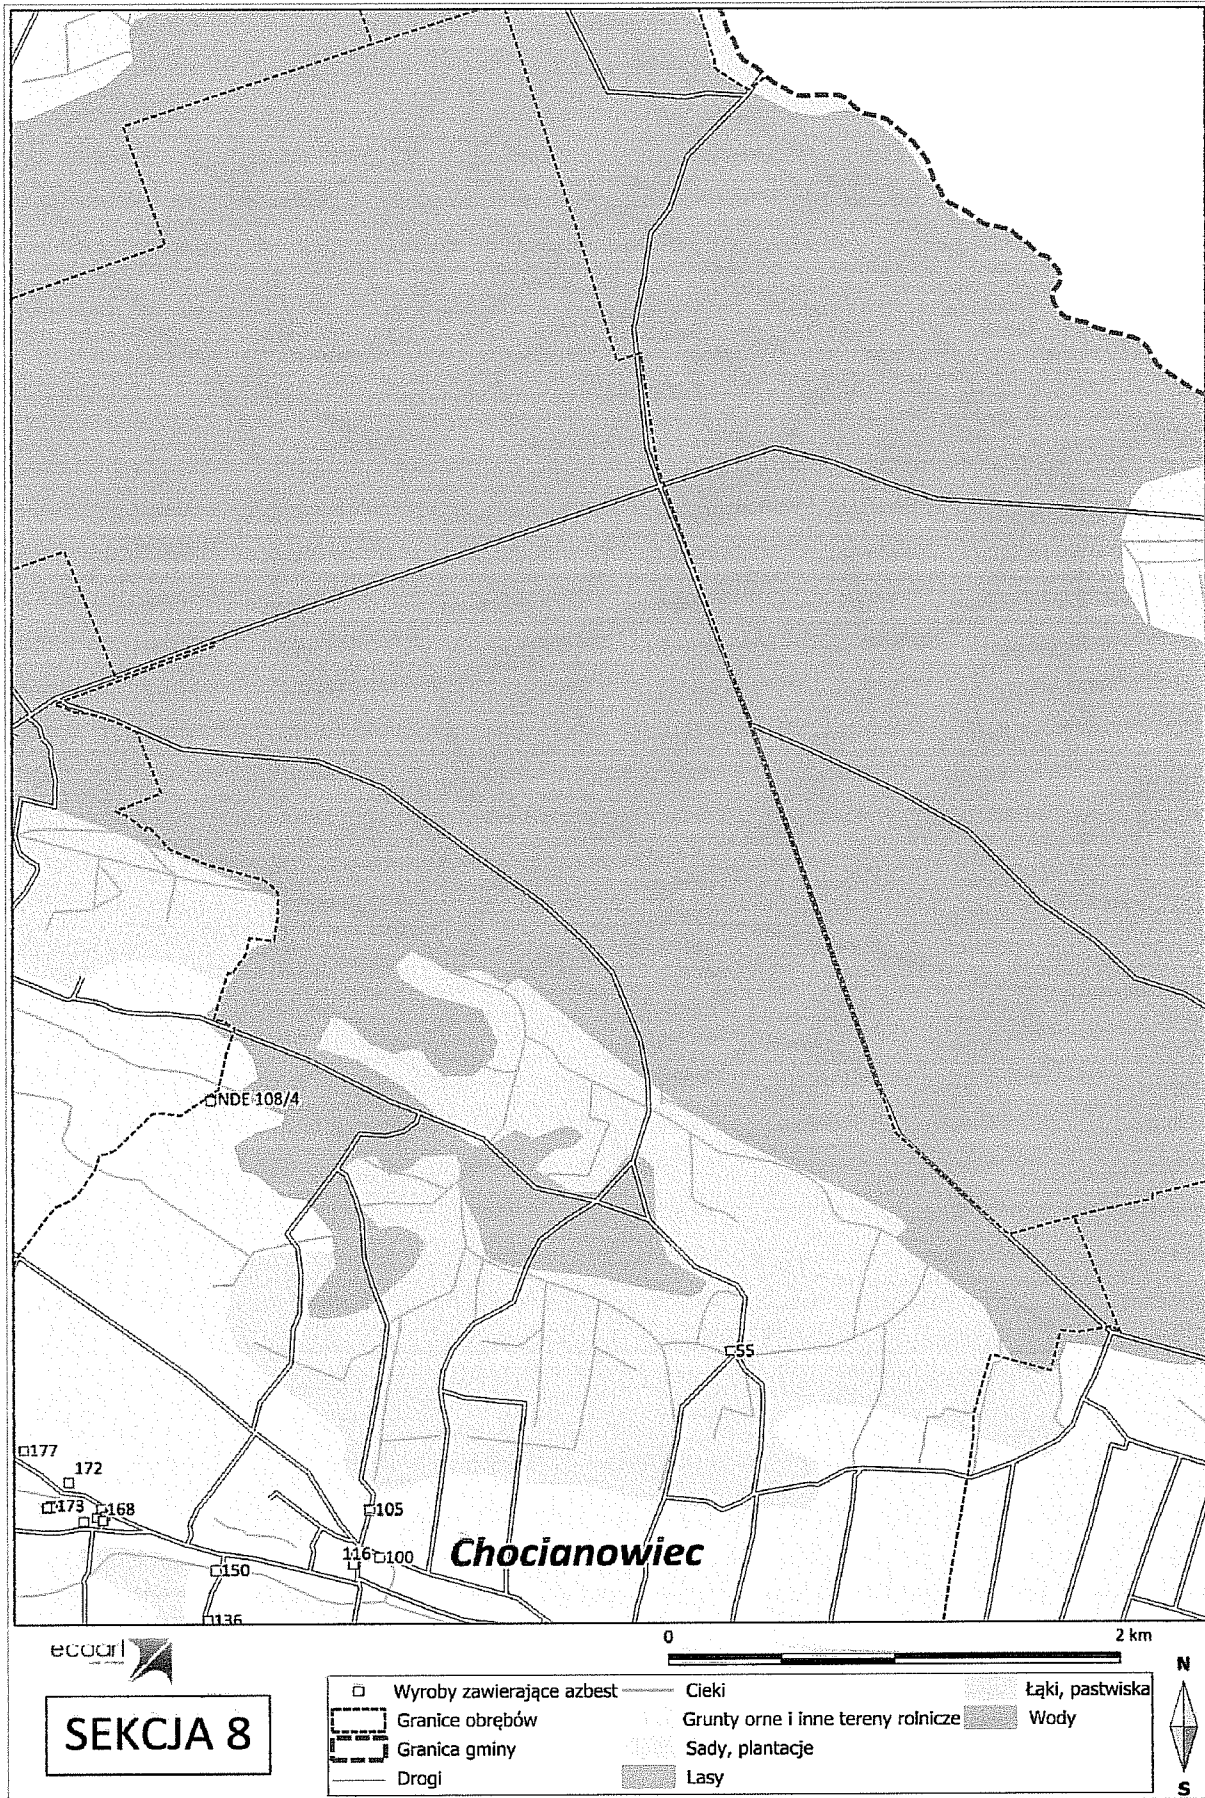 NDE 108/4
55
177
172
173
168
105
116
100
150
136
Chocianowiec
ecoart
SEKCJA 8
0 2 km
N
S
Wyroby zawierające azbest
Granice obrębów
Granica gminy
Drogi
Cieki
Grunty orne i inne tereny rolnicze
Sady, plantacje
Lasy
Łąki, pastwiska
Wody